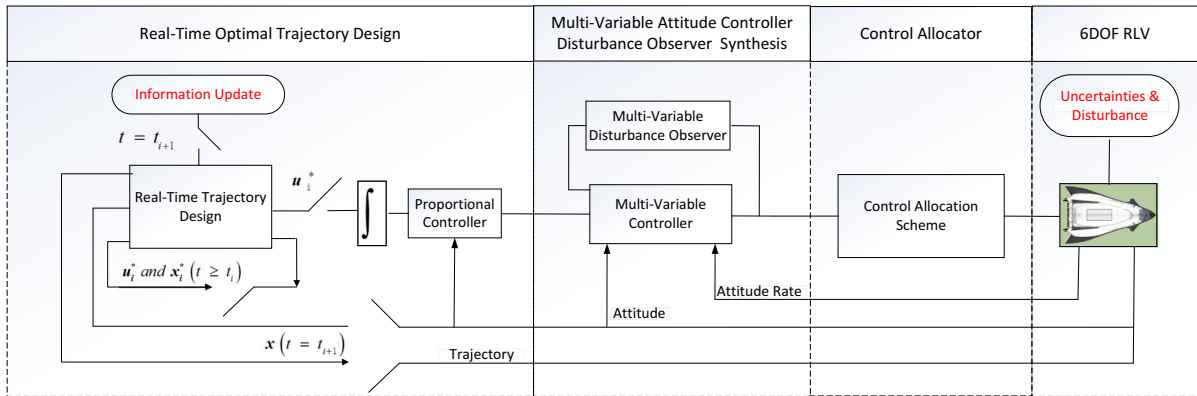 Real-Time Optimal Trajectory Design
Multi-Variable Attitude Controller
Disturbance Observer Synthesis
Control Allocator
6DOF RLV
Information Update
t = t_{i+1}
Real-Time Trajectory
Design
u_i^*
∫
Proportional
Controller
u_i^* and x_i^* (t ≥ t_i)
x (t = t_{i+1})
Multi-Variable
Disturbance Observer
Multi-Variable
Controller
Attitude Rate
Attitude
Trajectory
Control Allocation
Scheme
Uncertainties &
Disturbance